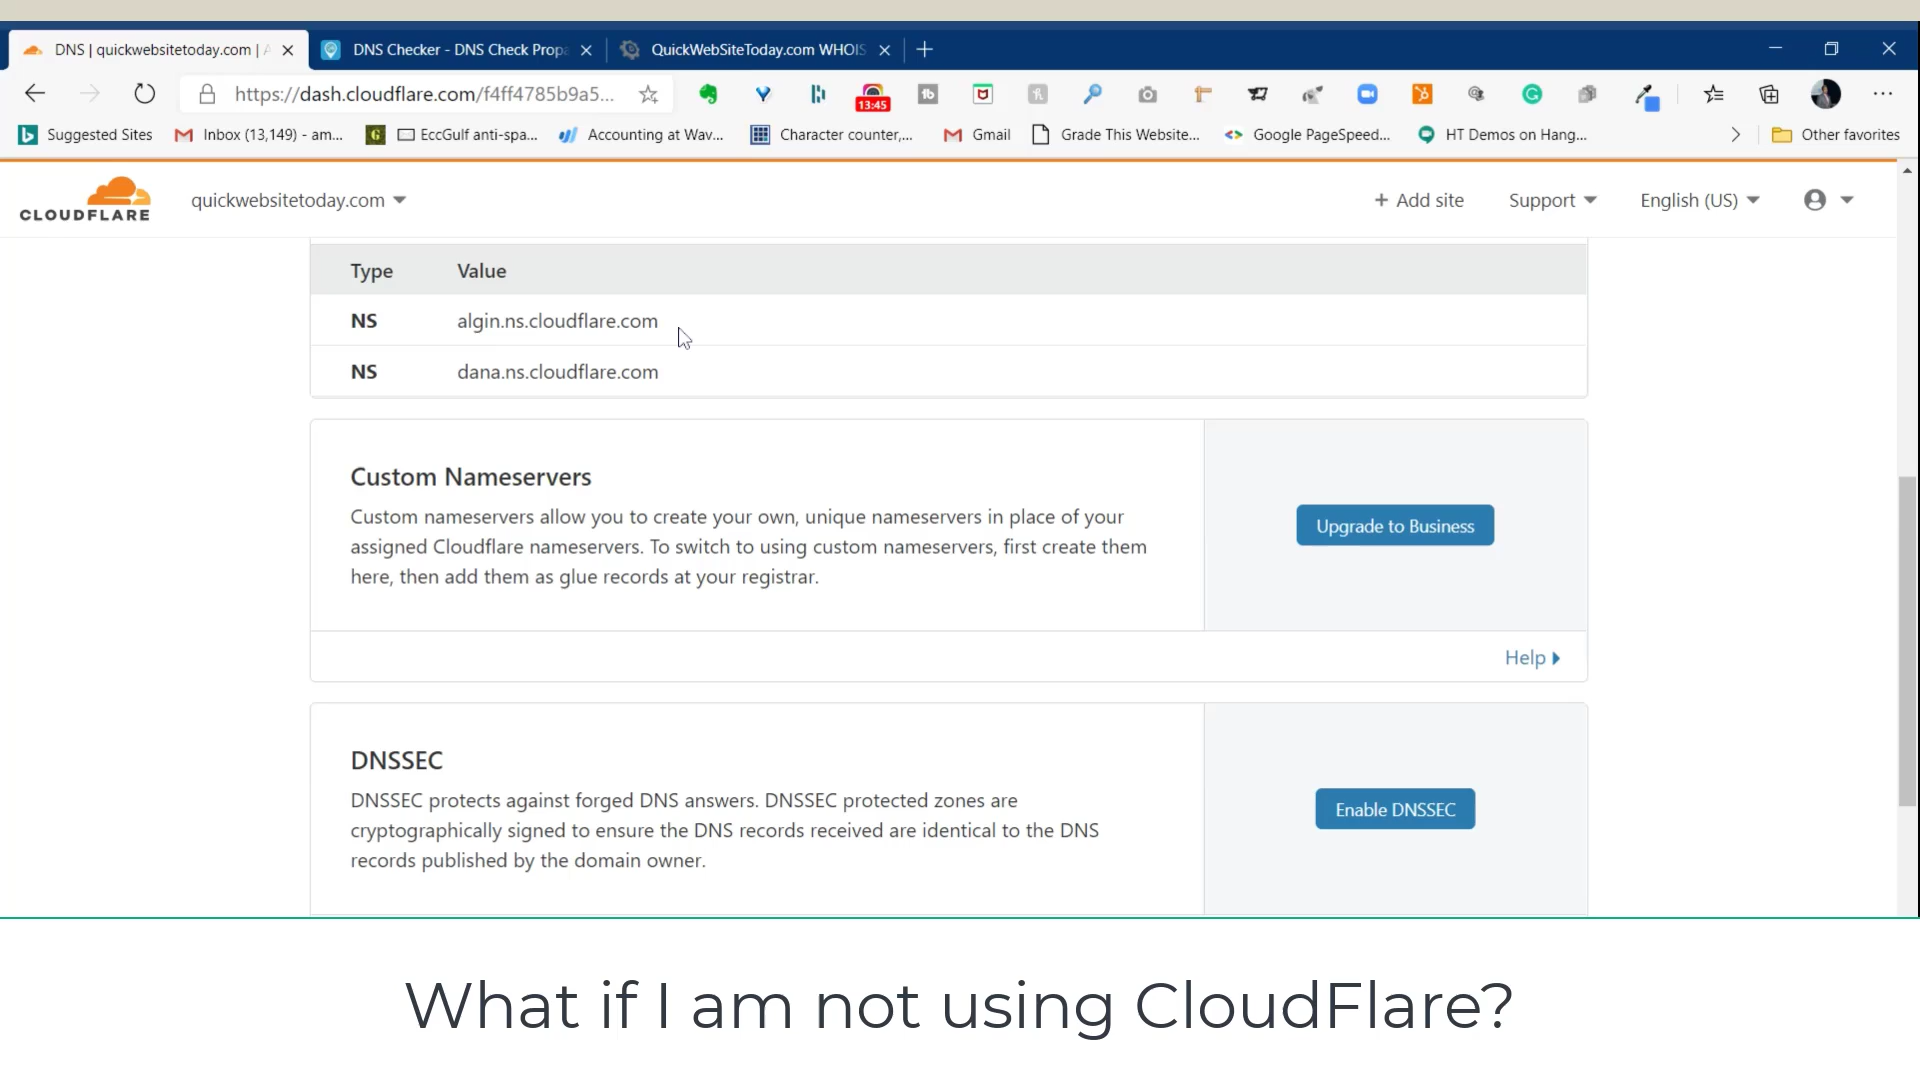 DNS | quickwebsitetoday.com | A
DNS Checker - DNS Check Propa
QuickWebSiteToday.com WHOIS
https://dash.cloudflare.com/f4ff4785b9a5...
13:45
Suggested Sites
Inbox (13,149) - am...
EccGulf anti-spa...
Accounting at Wav...
Character counter,...
Gmail
Grade This Website...
Google PageSpeed...
HT Demos on Hang...
Other favorites
CLOUDFLARE
quickwebsitetoday.com
+ Add site
Support
English (US)
Type Value
NS algin.ns.cloudflare.com
NS dana.ns.cloudflare.com
Custom Nameservers
Custom nameservers allow you to create your own, unique nameservers in place of your
assigned Cloudflare nameservers. To switch to using custom nameservers, first create them
here, then add them as glue records at your registrar.
Upgrade to Business
Help
DNSSEC
DNSSEC protects against forged DNS answers. DNSSEC protected zones are
cryptographically signed to ensure the DNS records received are identical to the DNS
records published by the domain owner.
Enable DNSSEC
What if I am not using CloudFlare?